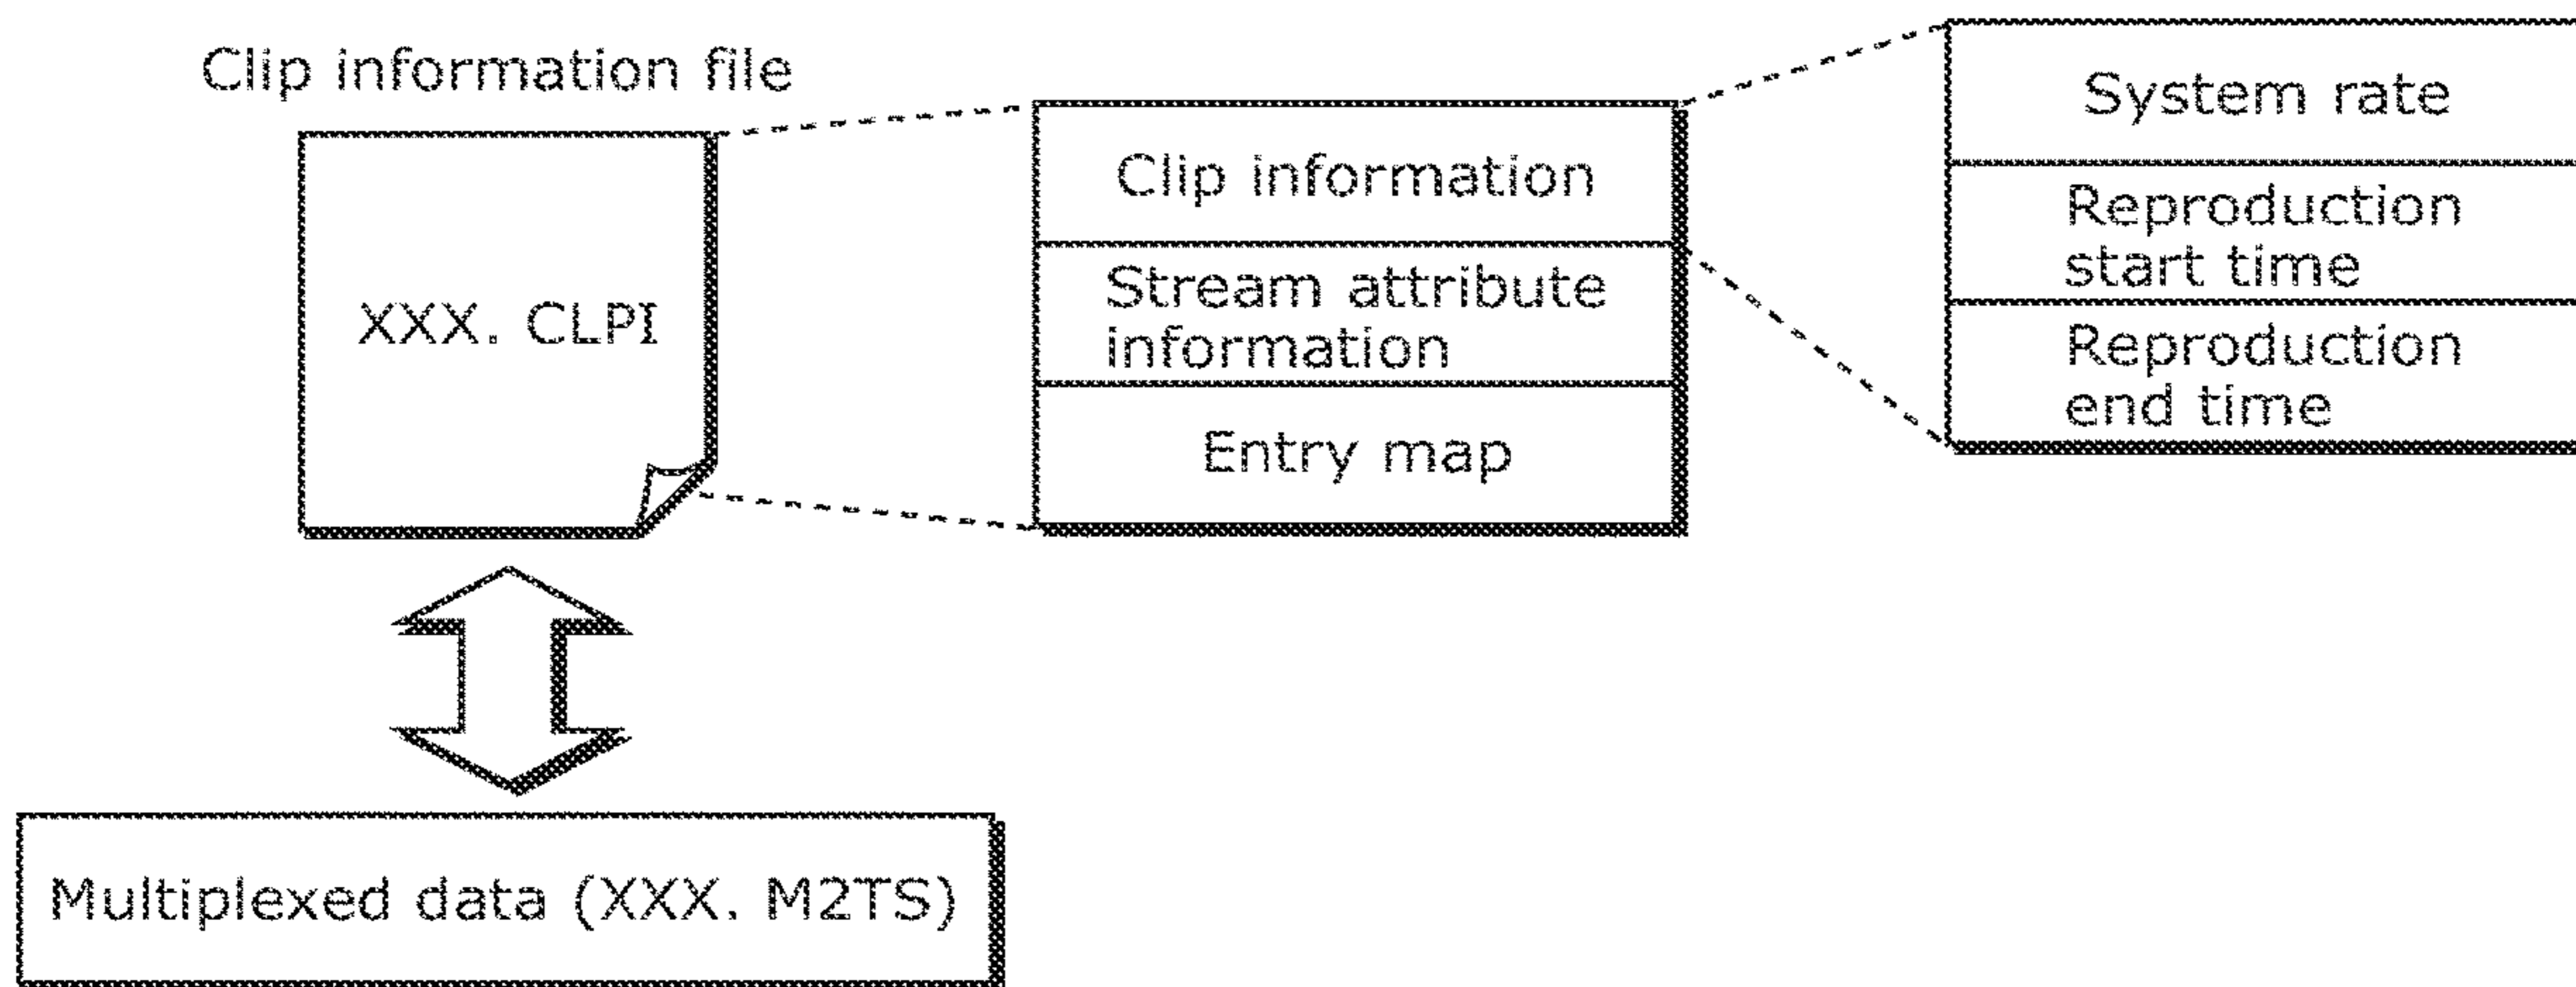 Clip information file
XXX. CLPI
Clip information
Stream attribute
information
Entry map
System rate
Reproduction
start time
Reproduction
end time
Multiplexed data (XXX. M2TS)